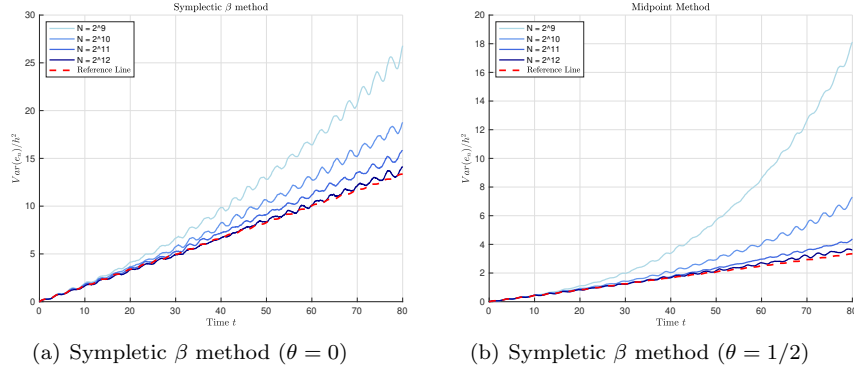 Symplectic β method
30
25
20
15
10
5
0
Var(e_u)/h^2
N = 2^9
N = 2^10
N = 2^11
N = 2^12
Reference Line
0 10 20 30 40 50 60 70 80
Time t
(a) Sympletic β method (θ = 0)
Midpoint Method
20
18
16
14
12
10
8
6
4
2
0
Var(e_u)/h^2
N = 2^9
N = 2^10
N = 2^11
N = 2^12
Reference Line
0 10 20 30 40 50 60 70 80
Time t
(b) Sympletic β method (θ = 1/2)